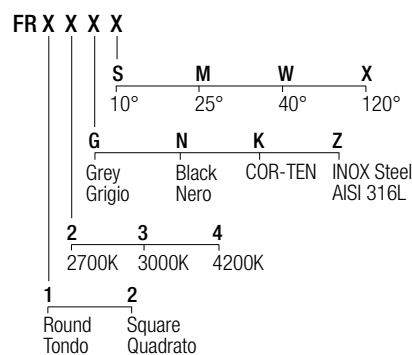 FR X X X X
S M W X
10° 25° 40° 120°
G N K Z
Grey Black COR-TEN INOX Steel
Grigio Nero AISI 316L
2 3 4
2700K 3000K 4200K
1 2
Round Square
Tondo Quadrato